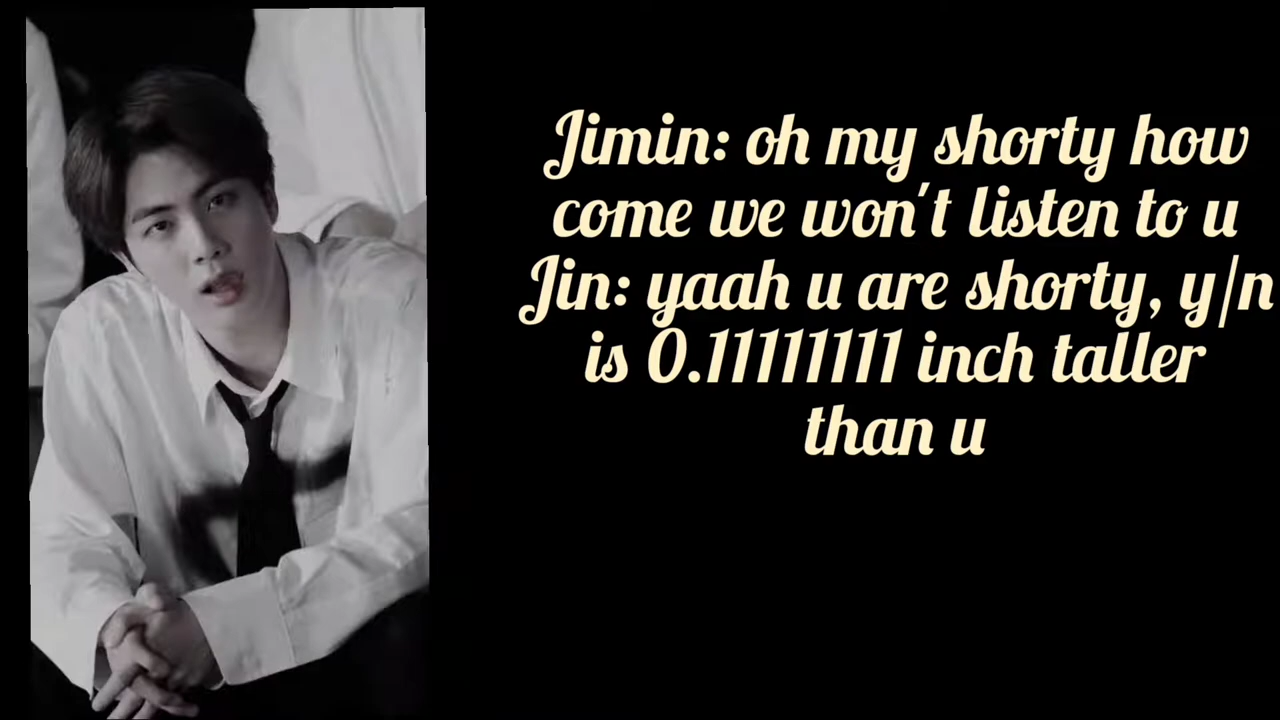 Jimin: oh my shorty how
come we won't listen to u
Jin: yaah u are shorty, y/n
is 0.11111111 inch taller
than u